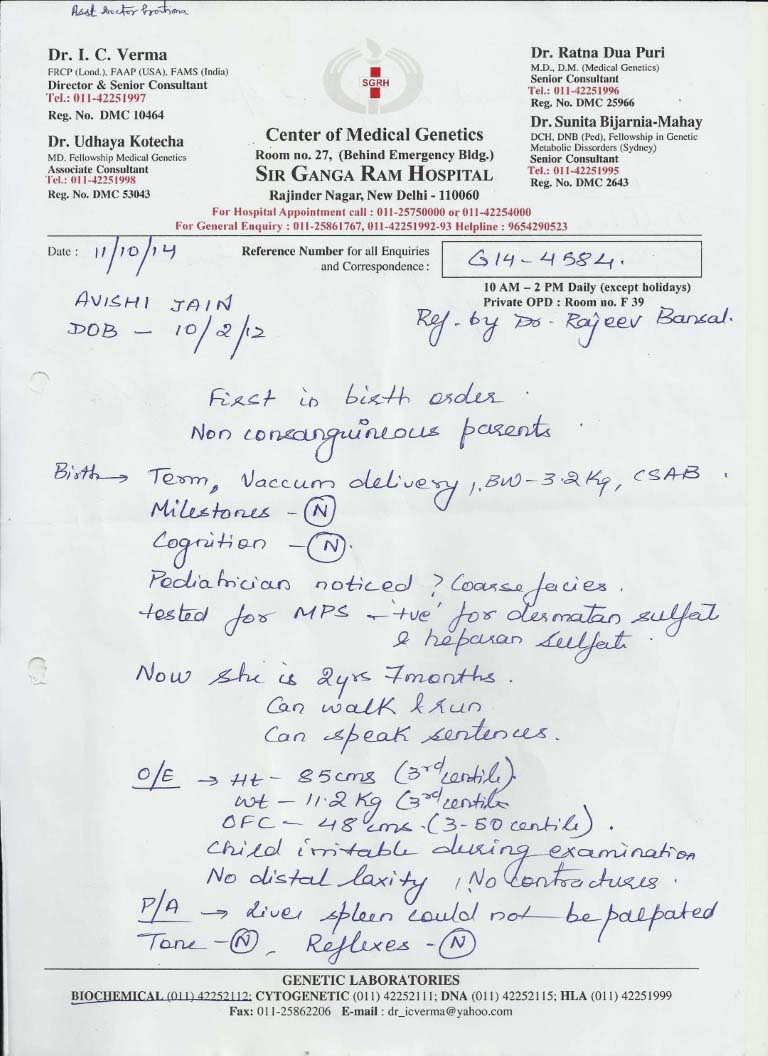 Asst Doctor
Dr. I. C. Verma
FRCP (Lond.), FAAP (USA), FAMS (India)
Director & Senior Consultant
Tel.: 011-42251997
Reg. No. DMC 10464
Dr. Udhaya Kotecha
MD. Fellowship Medical Genetics
Associate Consultant
Tel.: 011-42251998
Reg. No. DMC 53043
SGRH
Center of Medical Genetics
Room no. 27, (Behind Emergency Bldg.)
SIR GANGA RAM HOSPITAL
Rajinder Nagar, New Delhi - 110060
Dr. Ratna Dua Puri
M.D., D.M. (Medical Genetics)
Senior Consultant
Tel.: 011-42251996
Reg. No. DMC 25966
Dr. Sunita Bijarnia-Mahay
DCH, DNB (Ped), Fellowship in Genetic
Metabolic Dissorders (Sydney)
Senior Consultant
Tel.: 011-42251995
Reg. No. DMC 2643
For Hospital Appointment call : 011-25750000 or 011-42254000
For General Enquiry : 011-25861767, 011-42251992-93 Helpline : 9654290523
Date : 11/10/14
Reference Number for all Enquiries
and Correspondence :
G14-4584.
10 AM – 2 PM Daily (except holidays)
Private OPD : Room no. F 39
AVISHI JAIN
DOB - 10/2/12
Ref. by Dr. Rajeev Bansal.
First in birth order.
Non consanguineous parents.
Birth → Term, Vaccum delivery, BW-3.2Kg, CSAB.
Milestones - N
Cognition - N.
Pediatrician noticed ? Coarse facies.
tested for MPS - '+ve' for dermatan sulfat
& heparan sulfat.
Now she is 2yrs 7months.
Can walk & run
Can speak sentences.
O/E → Ht - 85cms (3rd centile).
Wt - 11.2 Kg (3rd centile
OFC - 48 cms. (3-50 centile).
Child irritable during examination
No distal laxity, No contractures.
P/A → Liver spleen could not be palpated
Tone - N, Reflexes - N
GENETIC LABORATORIES
BIOCHEMICAL (011) 42252112; CYTOGENETIC (011) 42252111; DNA (011) 42252115; HLA (011) 42251999
Fax: 011-25862206 E-mail : dr_icverma@yahoo.com